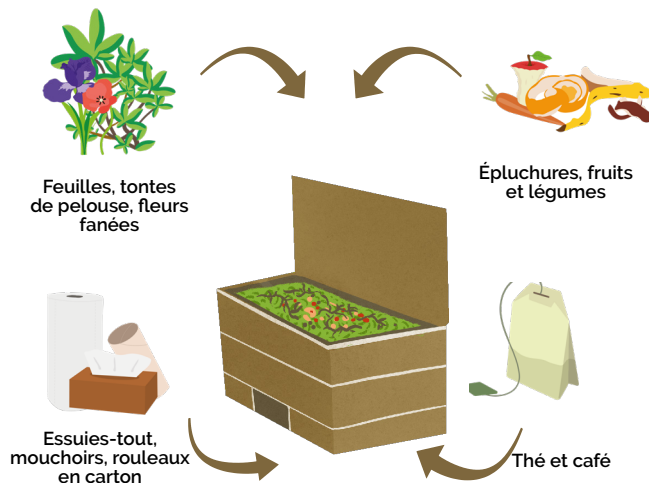 Feuilles, tontes
de pelouse, fleurs
fanées
Épluchures, fruits
et légumes
Essuies-tout,
mouchoirs, rouleaux
en carton
Thé et café